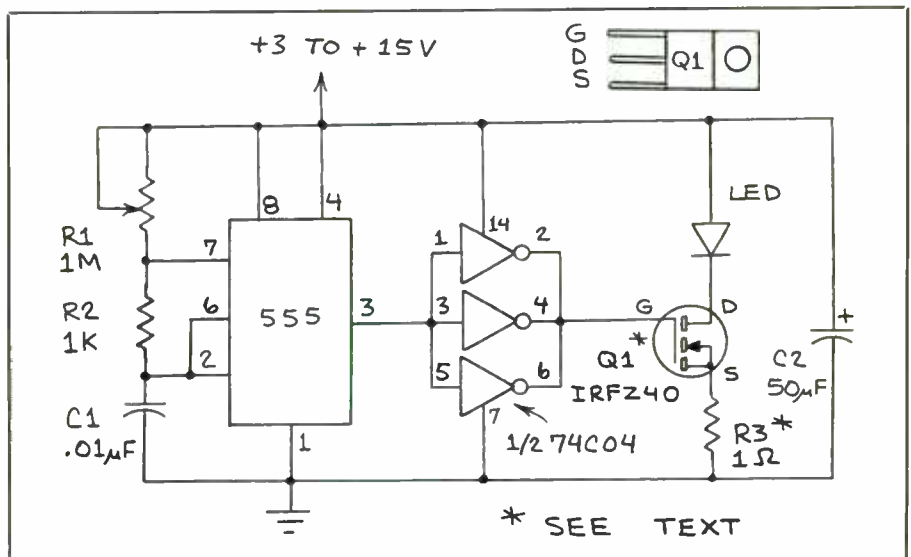 +3 TO + 15V
G
D
S
Q1
R1
1M
R2
1K
C1
.01µF
8
4
7
6
2
555
3
1
1
14
2
3
4
5
6
7
1/2 74C04
G
D
S
Q1 *
IRFZ40
LED
R3 *
1Ω
+
C2
50µF
* SEE TEXT